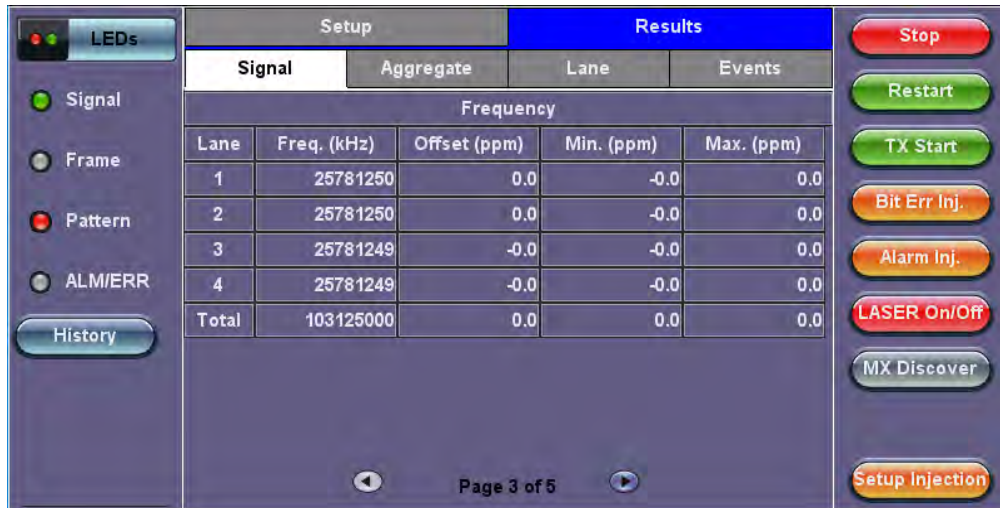 LEDs
Signal
Frame
Pattern
ALM/ERR
History
Setup Results
Signal Aggregate Lane Events
Frequency
Lane Freq. (kHz) Offset (ppm) Min. (ppm) Max. (ppm)
1 25781250 0.0 -0.0 0.0
2 25781250 0.0 -0.0 0.0
3 25781249 -0.0 -0.0 0.0
4 25781249 -0.0 -0.0 0.0
Total 103125000 0.0 0.0 0.0
Page 3 of 5
Stop
Restart
TX Start
Bit Err Inj.
Alarm Inj.
LASER On/Off
MX Discover
Setup Injection